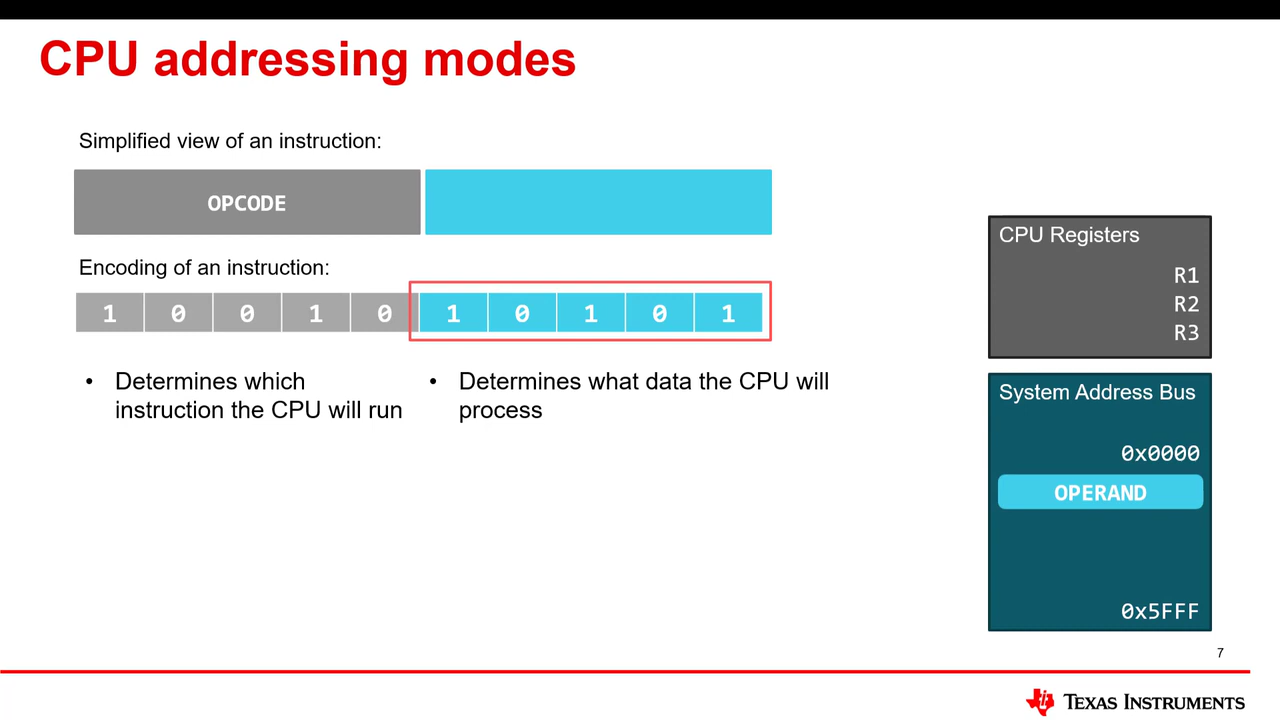 CPU addressing modes
Simplified view of an instruction:
OPCODE
Encoding of an instruction:
1 0 0 1 0 1 0 1 0 1
• Determines which
instruction the CPU will run
• Determines what data the CPU will
process
CPU Registers
R1
R2
R3
System Address Bus
0x0000
OPERAND
0x5FFF
7
TEXAS INSTRUMENTS